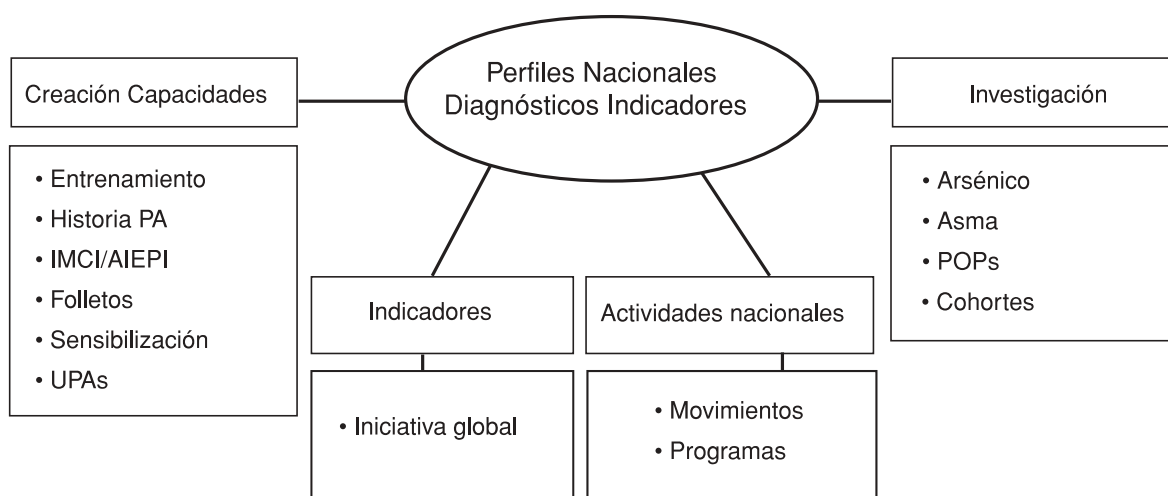 Perfiles Nacionales
Diagnósticos Indicadores
Creación Capacidades
• Entrenamiento
• Historia PA
• IMCI/AIEPI
• Folletos
• Sensibilización
• UPAs
Indicadores
• Iniciativa global
Actividades nacionales
• Movimientos
• Programas
Investigación
• Arsénico
• Asma
• POPs
• Cohortes